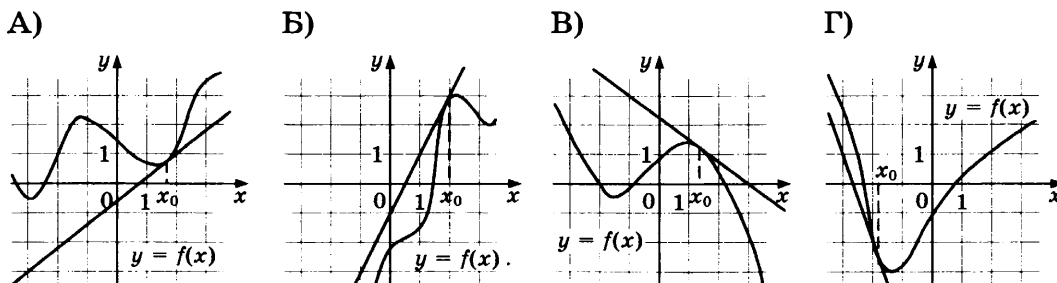 А) Б) В) Г)
y y y y
y = f(x)
1 1 1 1
x₀
0 1 x₀ x 0 1 x₀ x 0 1 x₀ x 0 1 x
y = f(x) y = f(x) . y = f(x)